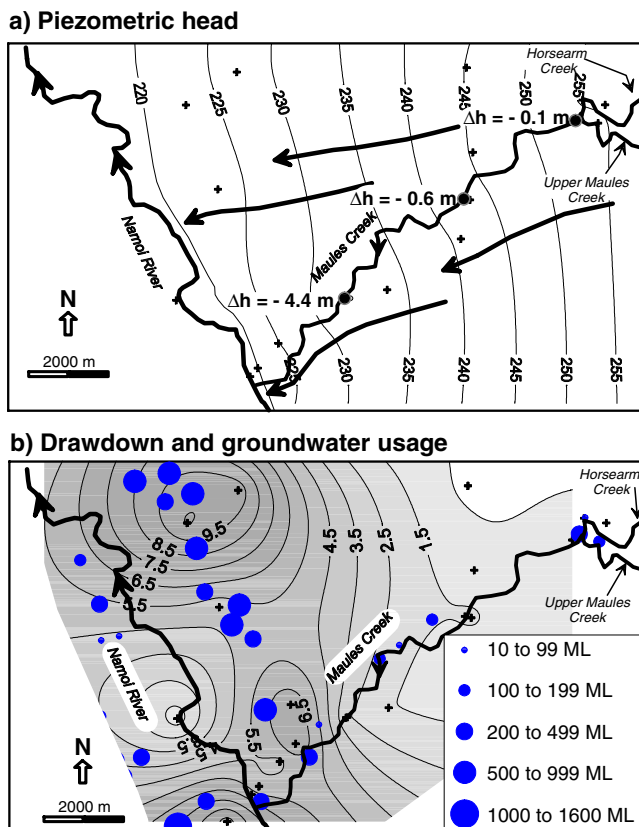 a) Piezometric head
Horsearm
Creek
220
225
230
235
240
245
250
255
Δh = - 0.1 m
Upper Maules
Creek
Δh = - 0.6 m
Maules Creek
Namoi River
Δh = - 4.4 m
N
2000 m
225
230
235
240
245
250
255
b) Drawdown and groundwater usage
Horsearm
Creek
9.5
8.5
7.5
6.5
5.5
4.5
3.5
2.5
1.5
Upper Maules
Creek
Maules Creek
Namoi River
5.5
6.5
N
2000 m
10 to 99 ML
100 to 199 ML
200 to 499 ML
500 to 999 ML
1000 to 1600 ML